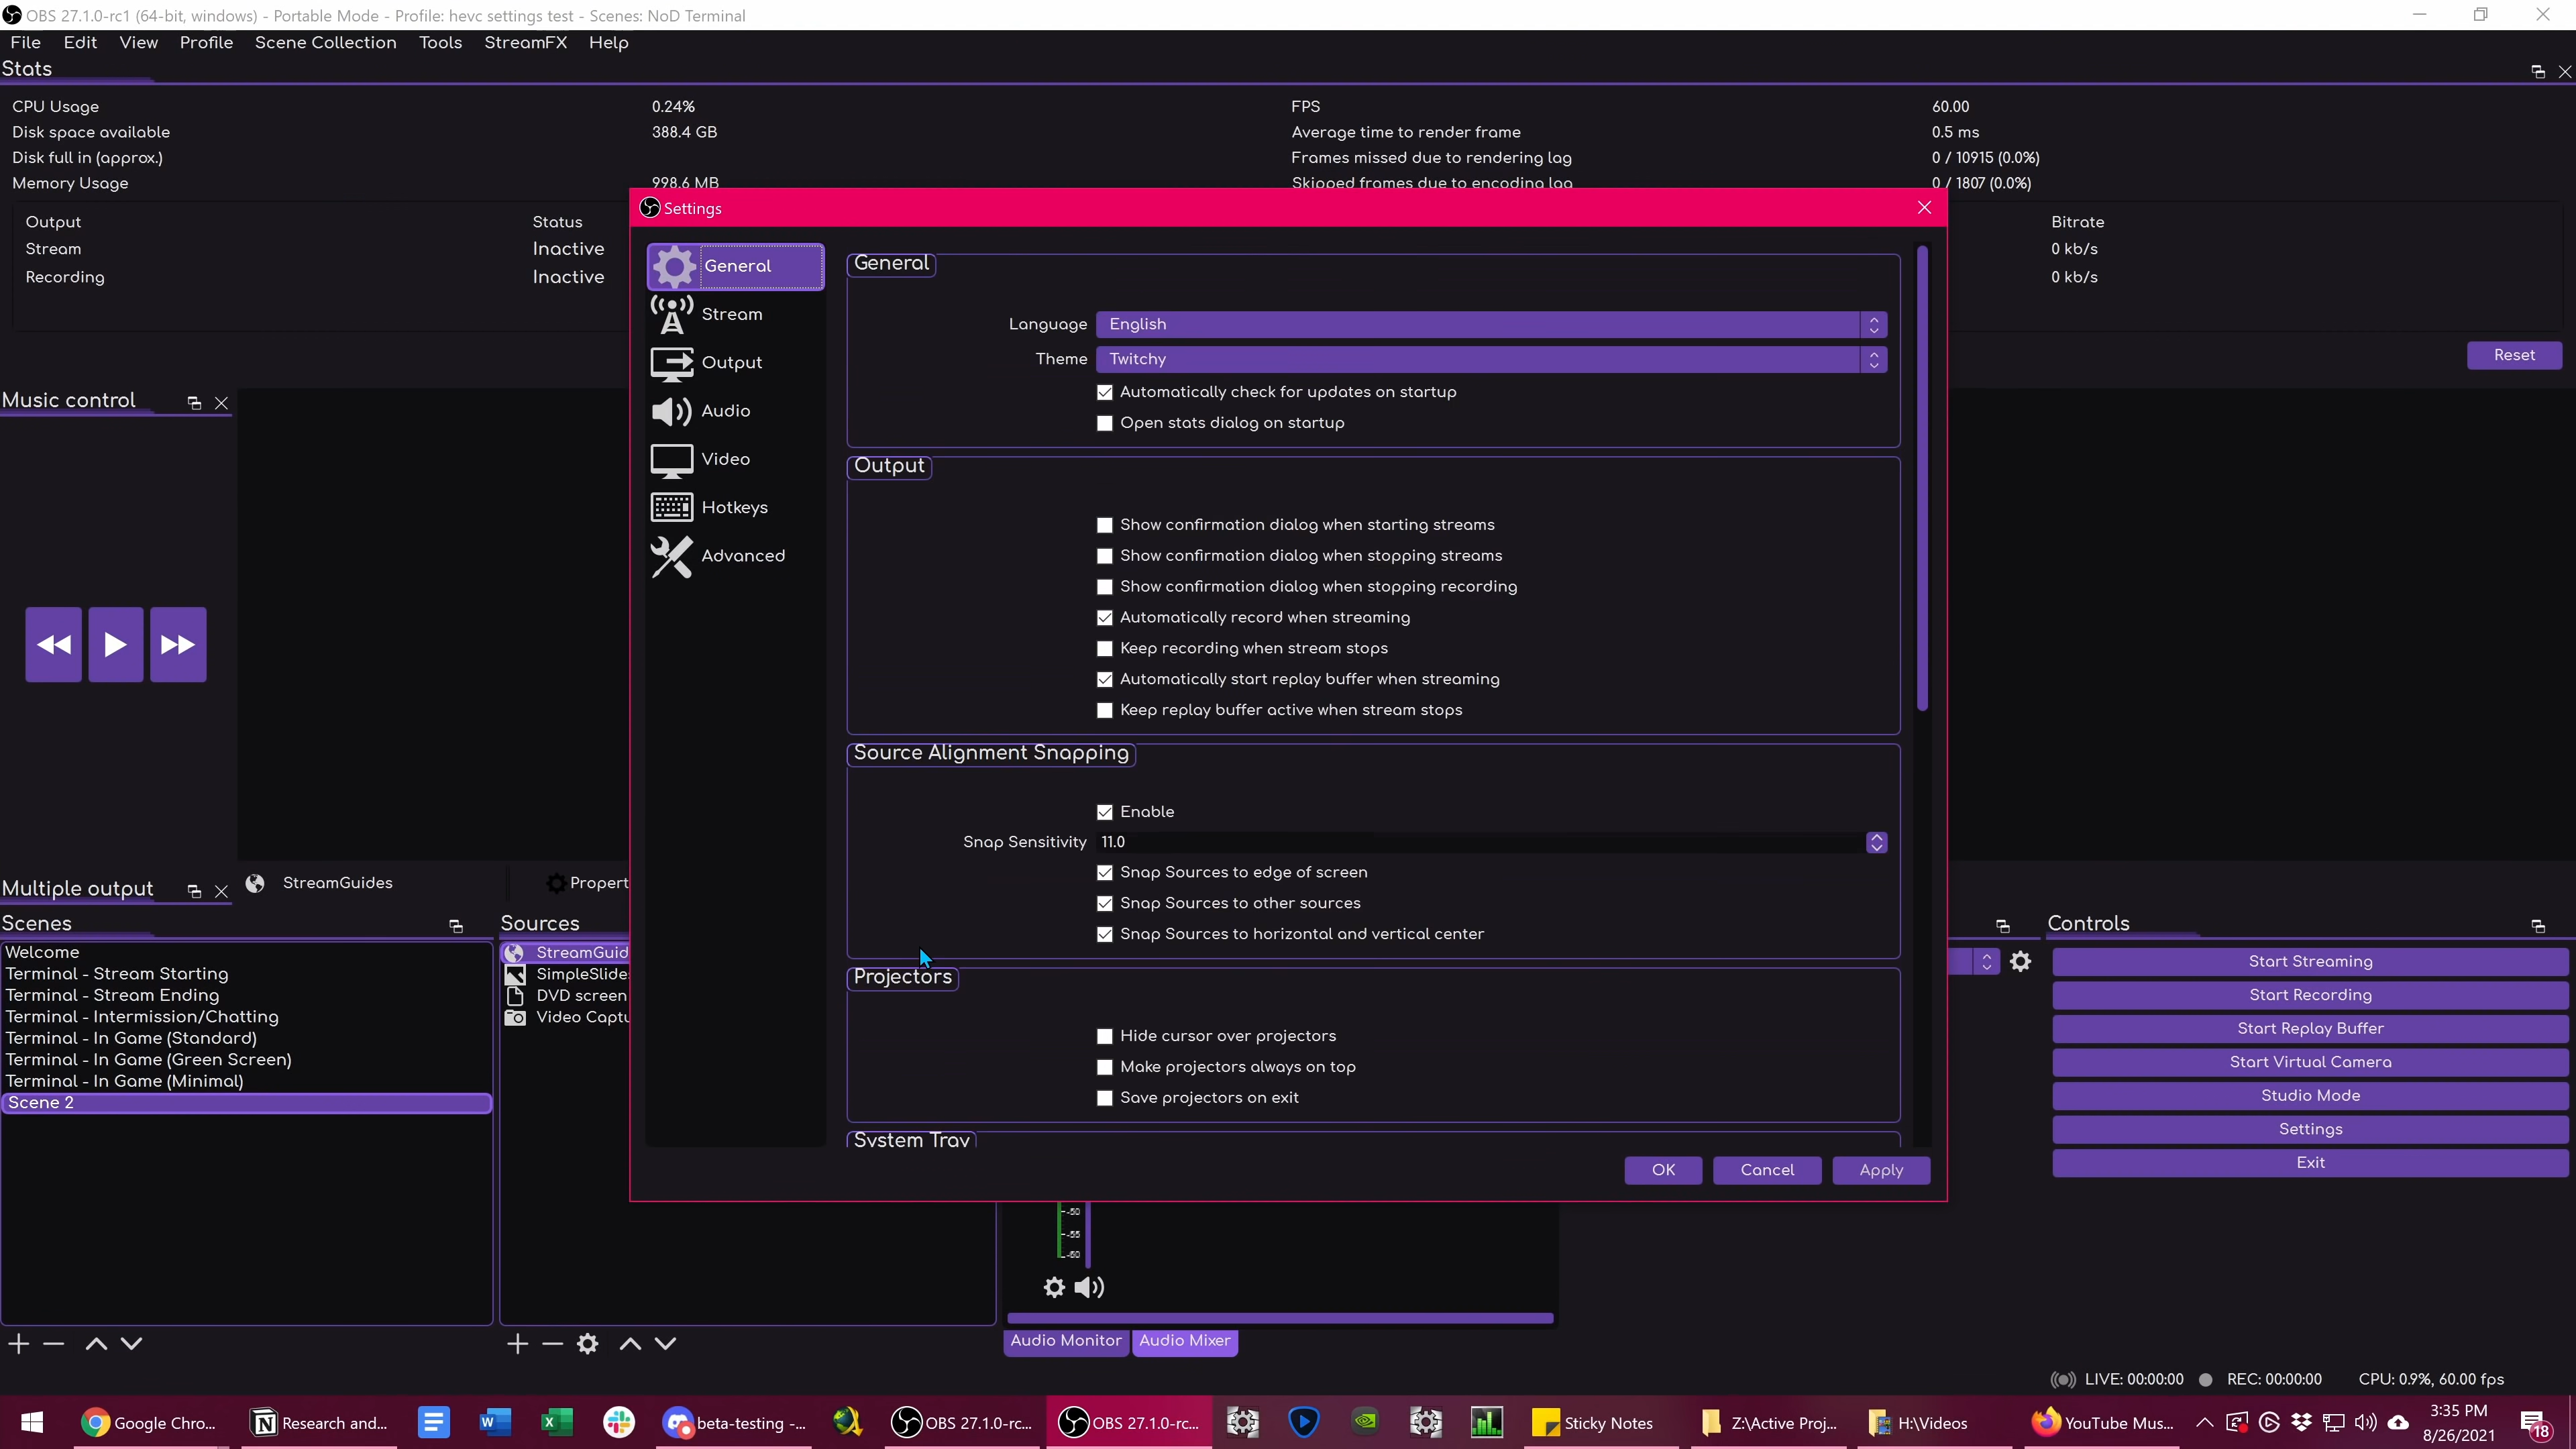 OBS 27.1.0-rc1 (64-bit, windows) - Portable Mode - Profile: hevc settings test - Scenes: NoD Terminal
File Edit View Profile Scene Collection Tools StreamFX Help
Stats
CPU Usage 0.24% FPS 60.00
Disk space available 388.4 GB Average time to render frame 0.5 ms
Disk full in (approx.) Frames missed due to rendering lag 0 / 10915 (0.0%)
Memory Usage 998.6 MB Skipped frames due to encoding lag 0 / 1807 (0.0%)
Output Status Bitrate
Stream Inactive 0 kb/s
Recording Inactive 0 kb/s
Reset
Settings
General
Stream
Output
Audio
Video
Hotkeys
Advanced
General
Language English
Theme Twitchy
Automatically check for updates on startup
Open stats dialog on startup
Output
Show confirmation dialog when starting streams
Show confirmation dialog when stopping streams
Show confirmation dialog when stopping recording
Automatically record when streaming
Keep recording when stream stops
Automatically start replay buffer when streaming
Keep replay buffer active when stream stops
Source Alignment Snapping
Enable
Snap Sensitivity 11.0
Snap Sources to edge of screen
Snap Sources to other sources
Snap Sources to horizontal and vertical center
Projectors
Hide cursor over projectors
Make projectors always on top
Save projectors on exit
System Tray
OK Cancel Apply
Music control
Multiple output
StreamGuides Propert
Scenes
Welcome
Terminal - Stream Starting
Terminal - Stream Ending
Terminal - Intermission/Chatting
Terminal - In Game (Standard)
Terminal - In Game (Green Screen)
Terminal - In Game (Minimal)
Scene 2
Sources
StreamGuid
SimpleSlide
DVD screen
Video Captu
-50
-55
-60
Audio Monitor Audio Mixer
Controls
Start Streaming
Start Recording
Start Replay Buffer
Start Virtual Camera
Studio Mode
Settings
Exit
LIVE: 00:00:00 REC: 00:00:00 CPU: 0.9%, 60.00 fps
Google Chro... Research and... beta-testing -... OBS 27.1.0-rc... OBS 27.1.0-rc... Sticky Notes Z:\Active Proj... H:\Videos YouTube Mus...
3:35 PM
8/26/2021
18